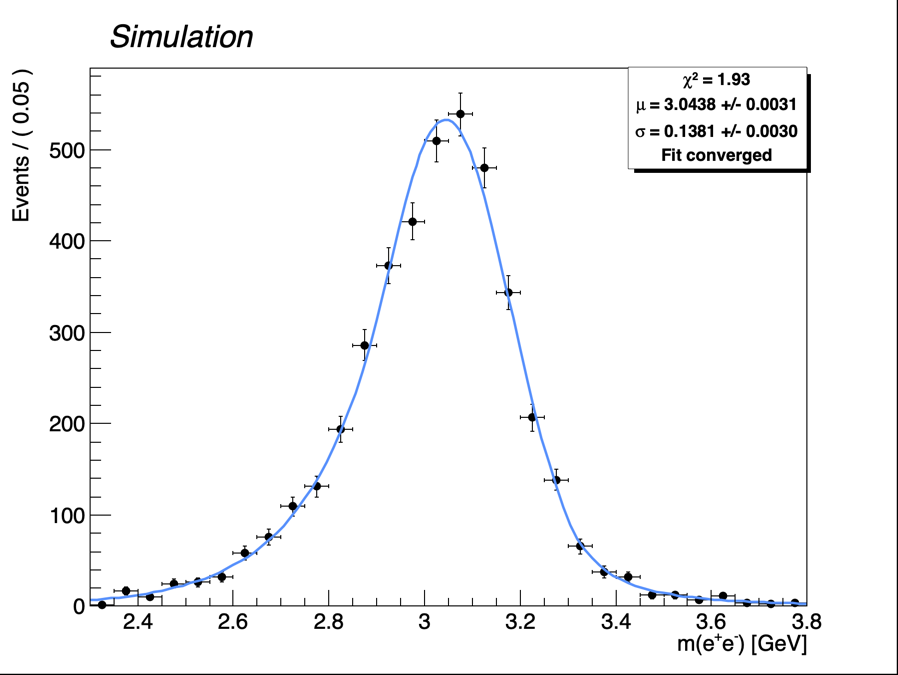 Simulation
χ² = 1.93
μ = 3.0438 +/- 0.0031
σ = 0.1381 +/- 0.0030
Fit converged
Events / ( 0.05 )
500
400
300
200
100
0
2.4 2.6 2.8 3 3.2 3.4 3.6 3.8
m(e⁺e⁻) [GeV]